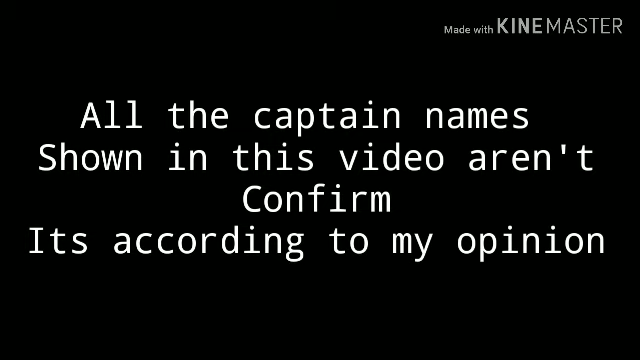 Made with KINEMASTER
All the captain names
Shown in this video aren't
Confirm
Its according to my opinion